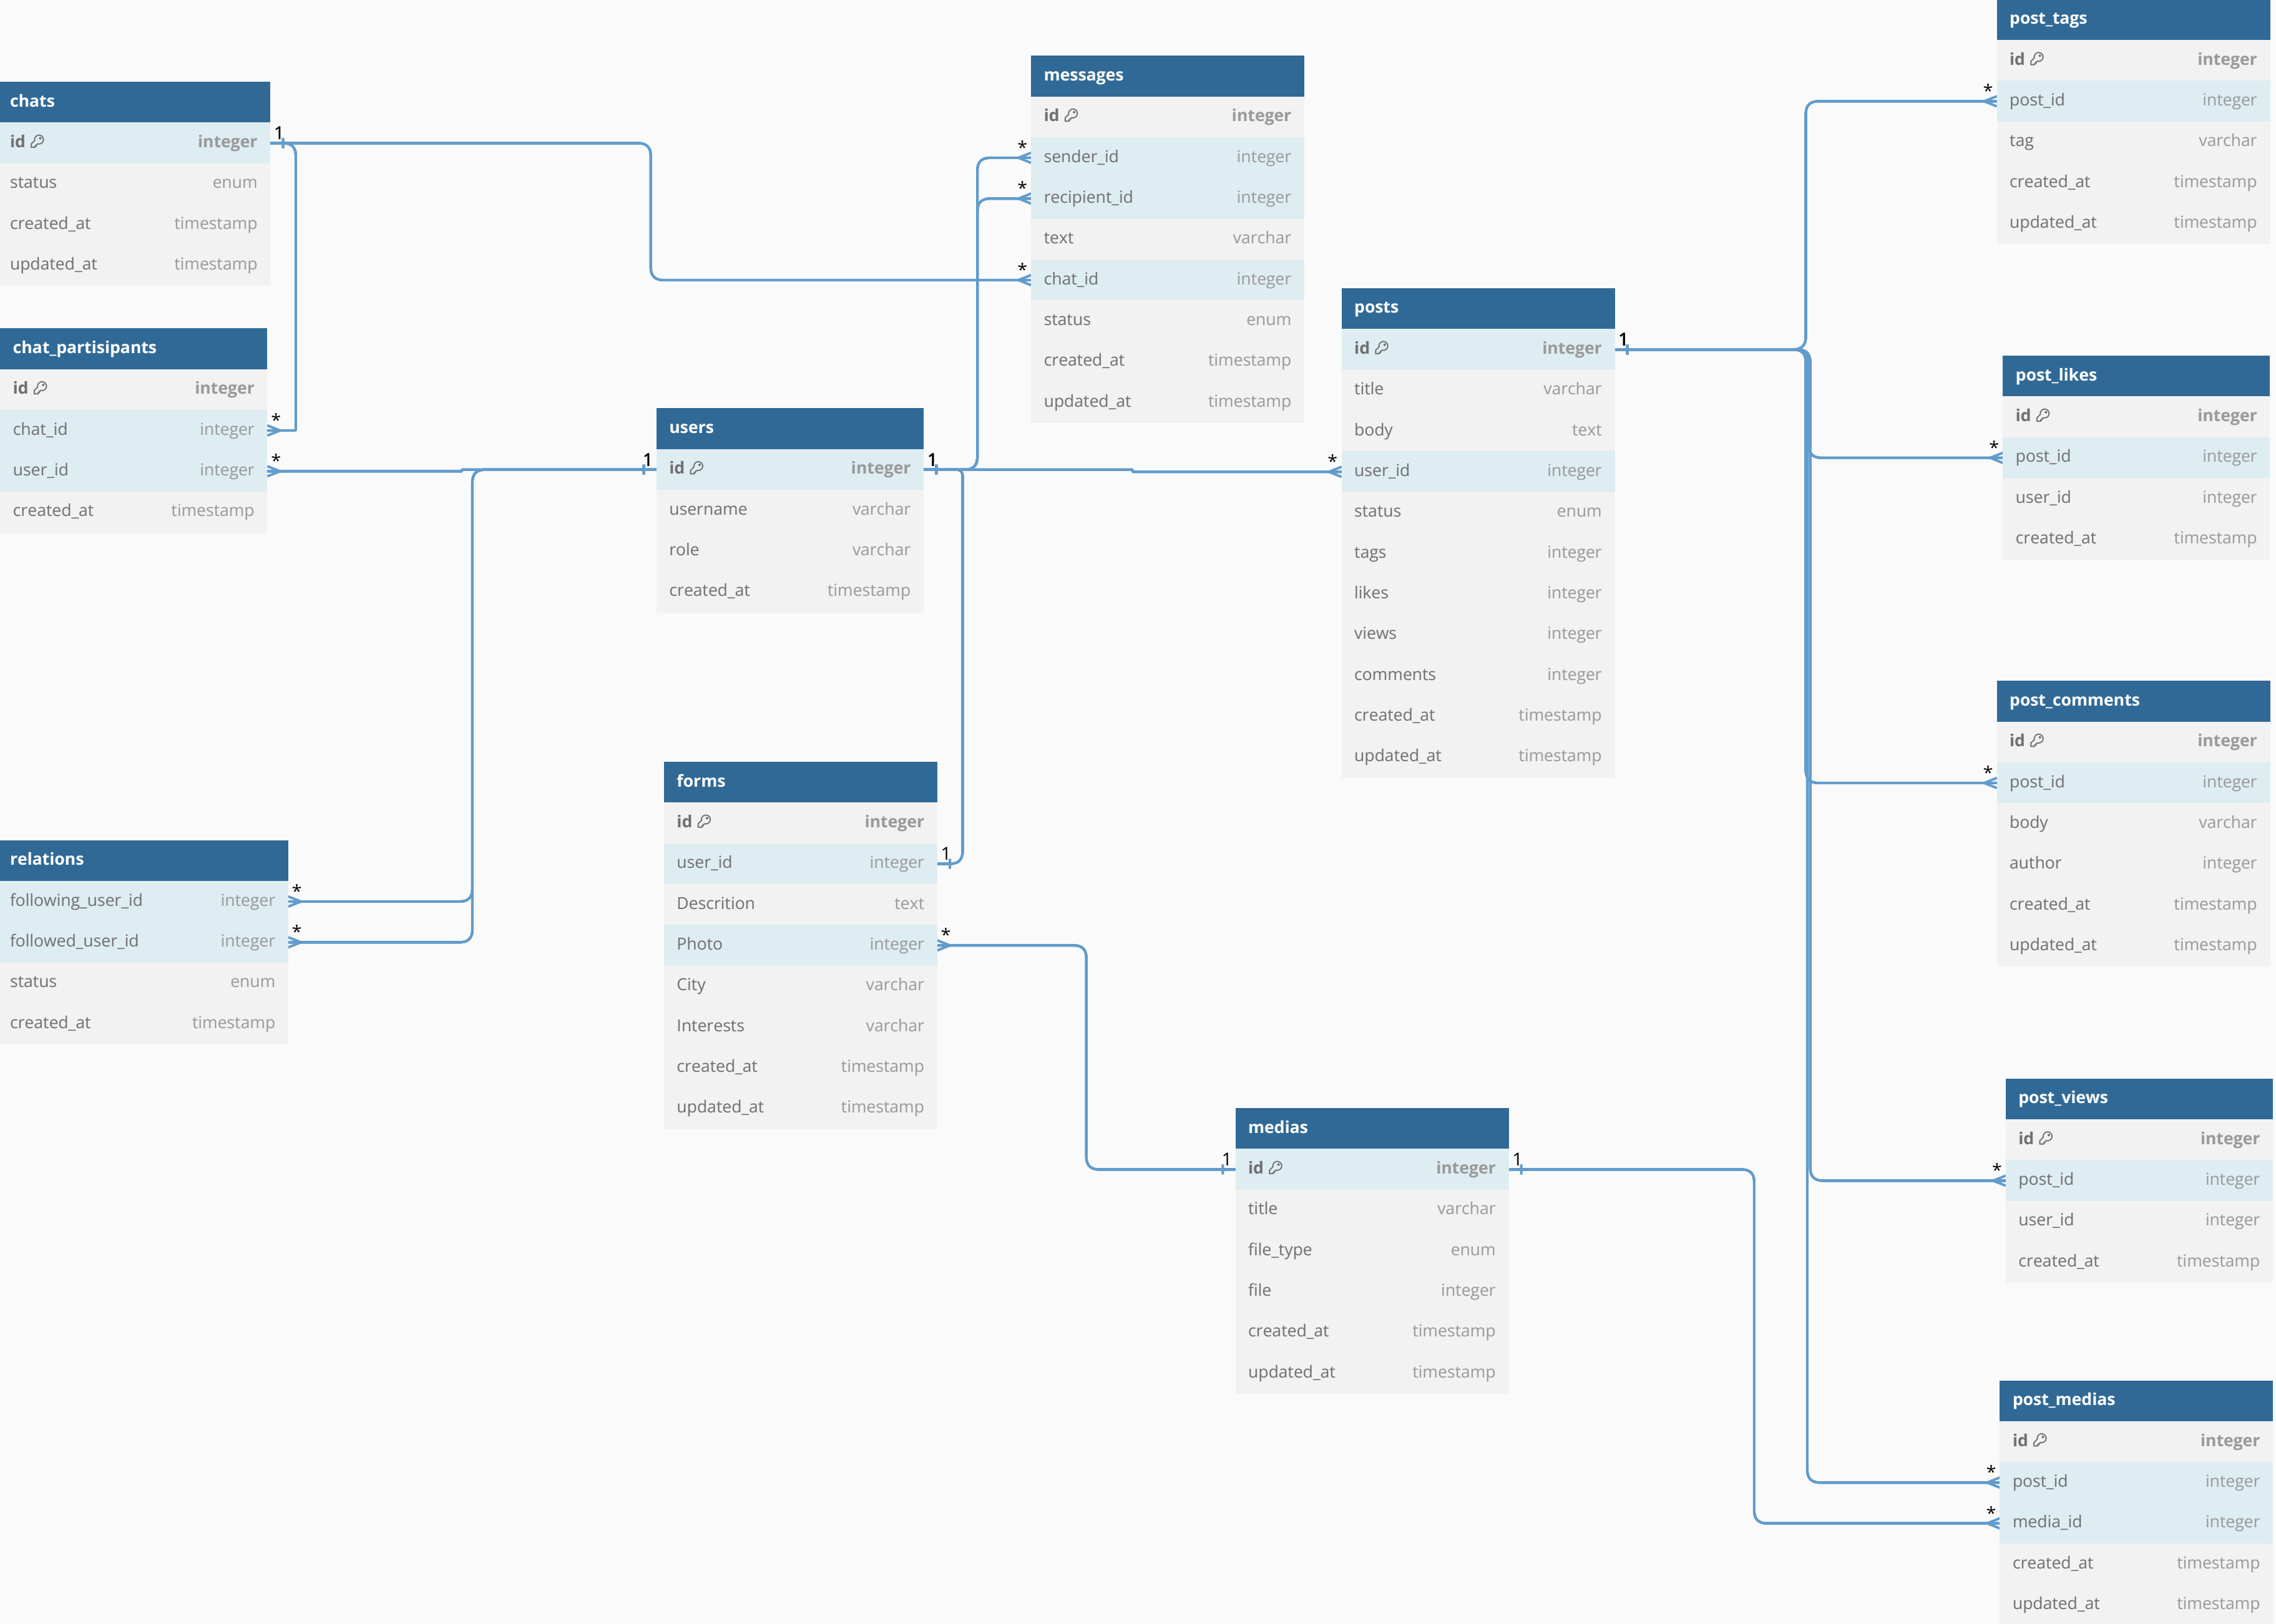 chats
id integer
status enum
created_at timestamp
updated_at timestamp
1
chat_partisipants
id integer
chat_id integer
*
user_id integer
*
created_at timestamp
relations
following_user_id integer
*
followed_user_id integer
*
status enum
created_at timestamp
users
1
id integer
1
username varchar
role varchar
created_at timestamp
forms
id integer
user_id integer
1
Descrition text
Photo integer
*
City varchar
Interests varchar
created_at timestamp
updated_at timestamp
messages
id integer
*
sender_id integer
*
recipient_id integer
text varchar
*
chat_id integer
status enum
created_at timestamp
updated_at timestamp
posts
id integer
1
title varchar
body text
*
user_id integer
status enum
tags integer
likes integer
views integer
comments integer
created_at timestamp
updated_at timestamp
medias
1
id integer
1
title varchar
file_type enum
file integer
created_at timestamp
updated_at timestamp
post_tags
id integer
*
post_id integer
tag varchar
created_at timestamp
updated_at timestamp
post_likes
id integer
*
post_id integer
user_id integer
created_at timestamp
post_comments
id integer
*
post_id integer
body varchar
author integer
created_at timestamp
updated_at timestamp
post_views
id integer
*
post_id integer
user_id integer
created_at timestamp
post_medias
id integer
*
post_id integer
*
media_id integer
created_at timestamp
updated_at timestamp